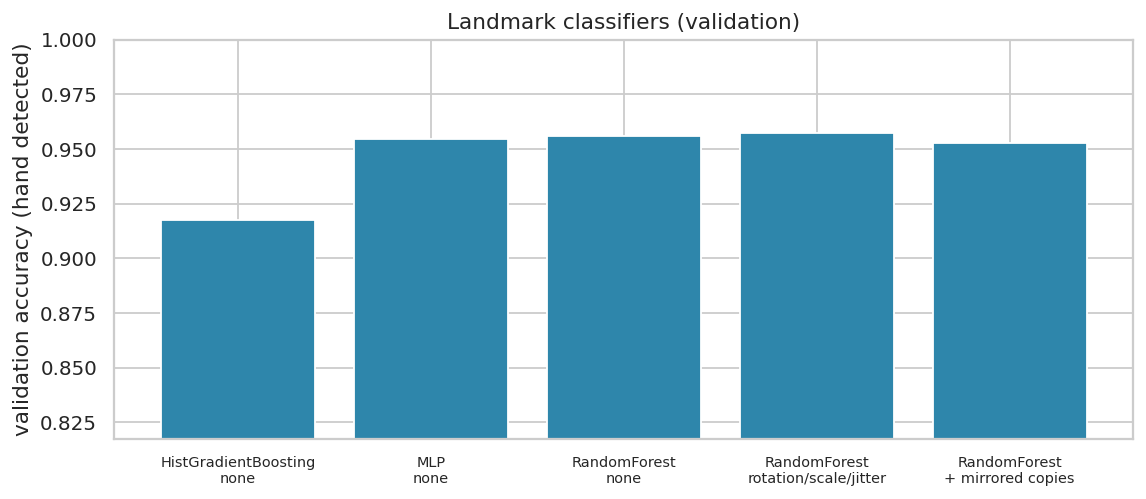 Landmark classifiers (validation)
validation accuracy (hand detected)
1.000
0.975
0.950
0.925
0.900
0.875
0.850
0.825
HistGradientBoosting
none
MLP
none
RandomForest
none
RandomForest
rotation/scale/jitter
RandomForest
+ mirrored copies